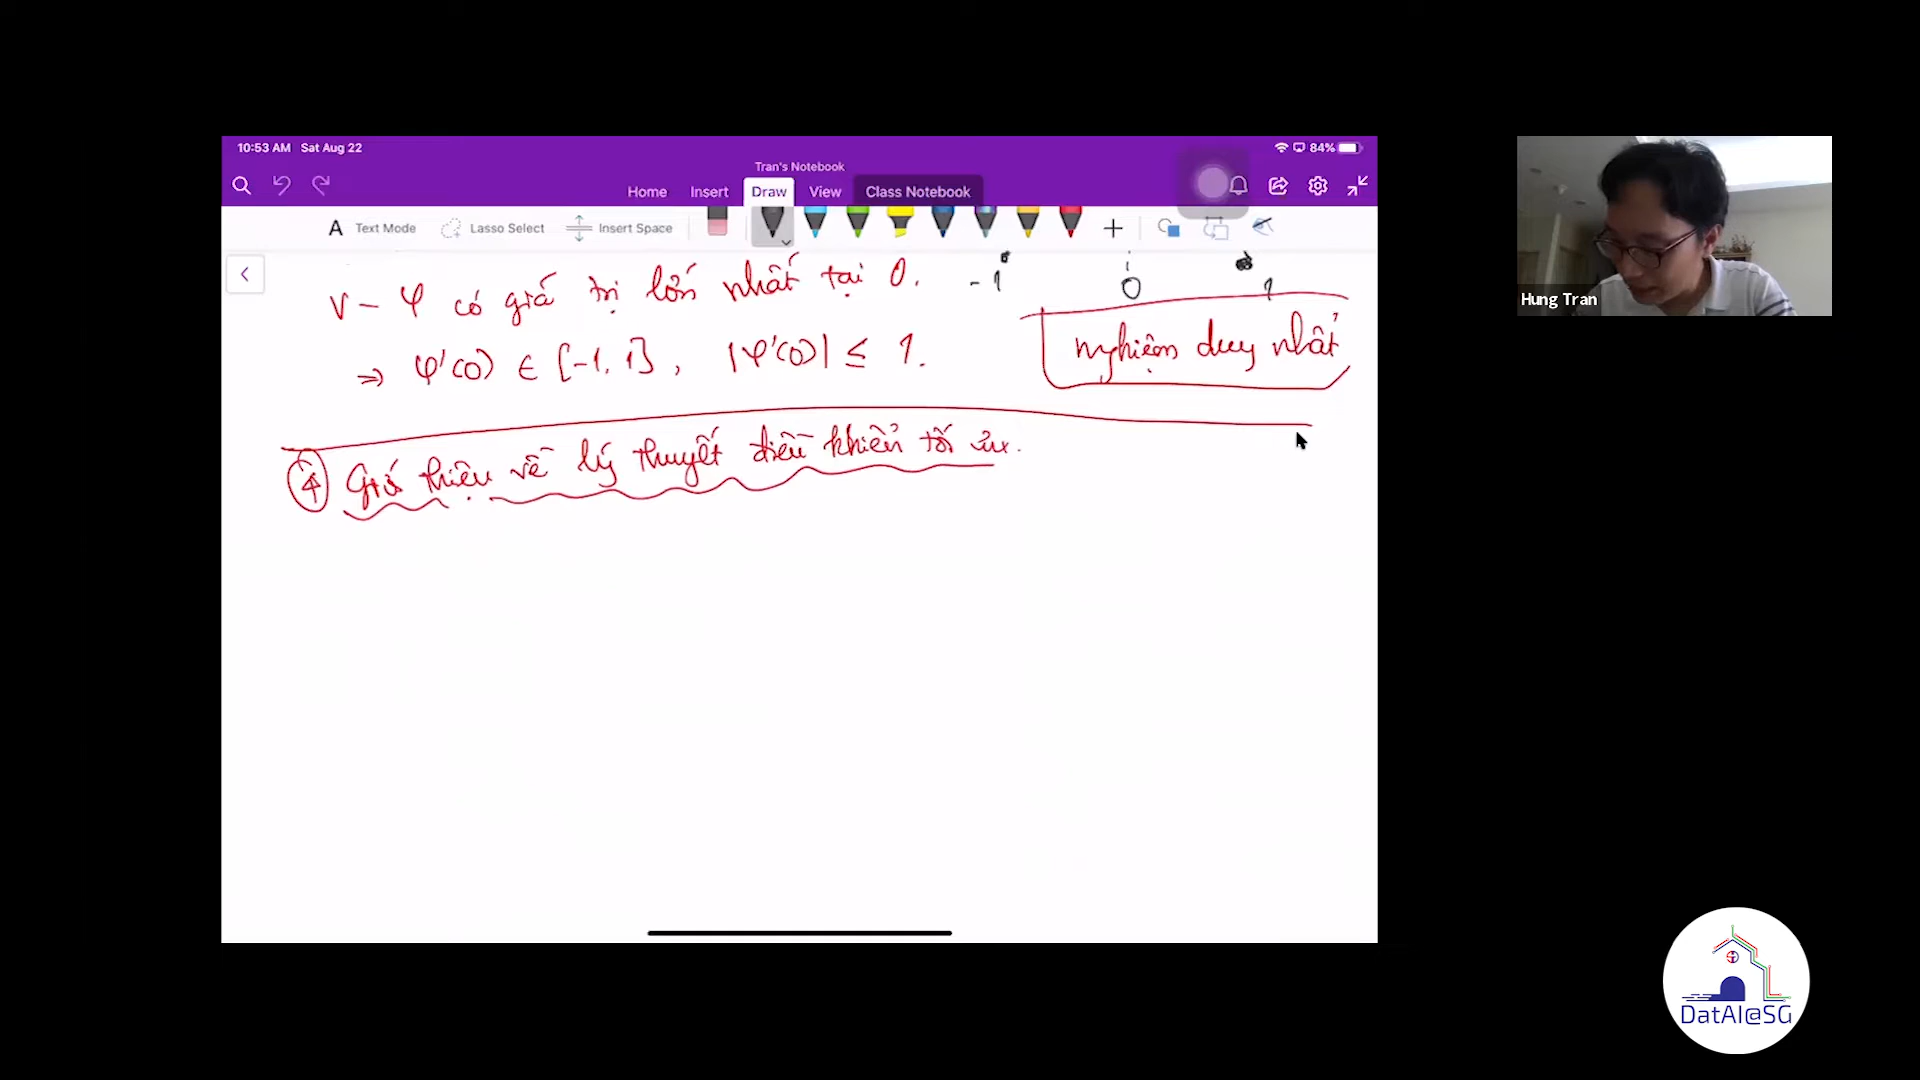 10:53 AM Sat Aug 22
84%
Tran's Notebook
Home Insert Draw View Class Notebook
A Text Mode Lasso Select Insert Space
V - φ có giá trị lớn nhất tại 0.
-1 0 1
⇒ φ'(0) ∈ [-1, 1], |φ'(0)| ≤ 1.
nghiệm duy nhất
④ Giới thiệu về lý thuyết điều khiển tối ưu.
Hung Tran
DatAI@SG